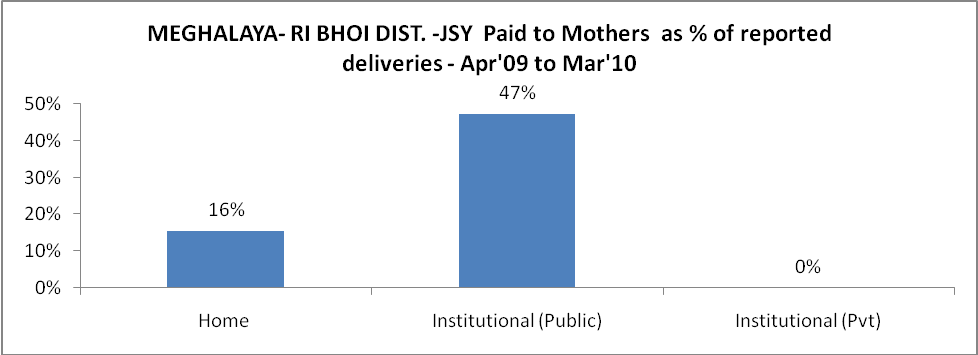 MEGHALAYA- RI BHOI DIST. -JSY  Paid to Mothers  as % of reported
deliveries - Apr'09 to Mar'10
47%
50%
40%
30%
16%
20%
10%
0%
0%
Home
Institutional (Public)
Institutional (Pvt)